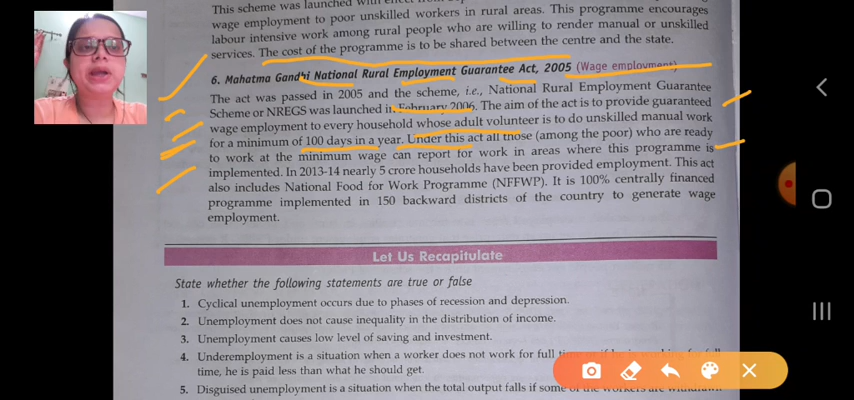 This scheme was launched with effect from
wage employment to poor unskilled workers in rural areas. This programme encourages
labour intensive work among rural people who are willing to render manual or unskilled
services. The cost of the programme is to be shared between the centre and the state.
6. Mahatma Gandhi National Rural Employment Guarantee Act, 2005 (Wage employment)
The act was passed in 2005 and the scheme, i.e., National Rural Employment Guarantee
Scheme or NREGS was launched in February 2006. The aim of the act is to provide guaranteed
wage employment to every household whose adult volunteer is to do unskilled manual work
for a minimum of 100 days in a year. Under this act all those (among the poor) who are ready
to work at the minimum wage can report for work in areas where this programme is
implemented. In 2013-14 nearly 5 crore households have been provided employment. This act
also includes National Food for Work Programme (NFFWP). It is 100% centrally financed
programme implemented in 150 backward districts of the country to generate wage
employment.
Let Us Recapitulate
State whether the following statements are true or false
1. Cyclical unemployment occurs due to phases of recession and depression.
2. Unemployment does not cause inequality in the distribution of income.
3. Unemployment causes low level of saving and investment.
4. Underemployment is a situation when a worker does not work for full
time, he is paid less than what he should get.
5. Disguised unemployment is a situation when the total output falls if some of the workers are withdrawn